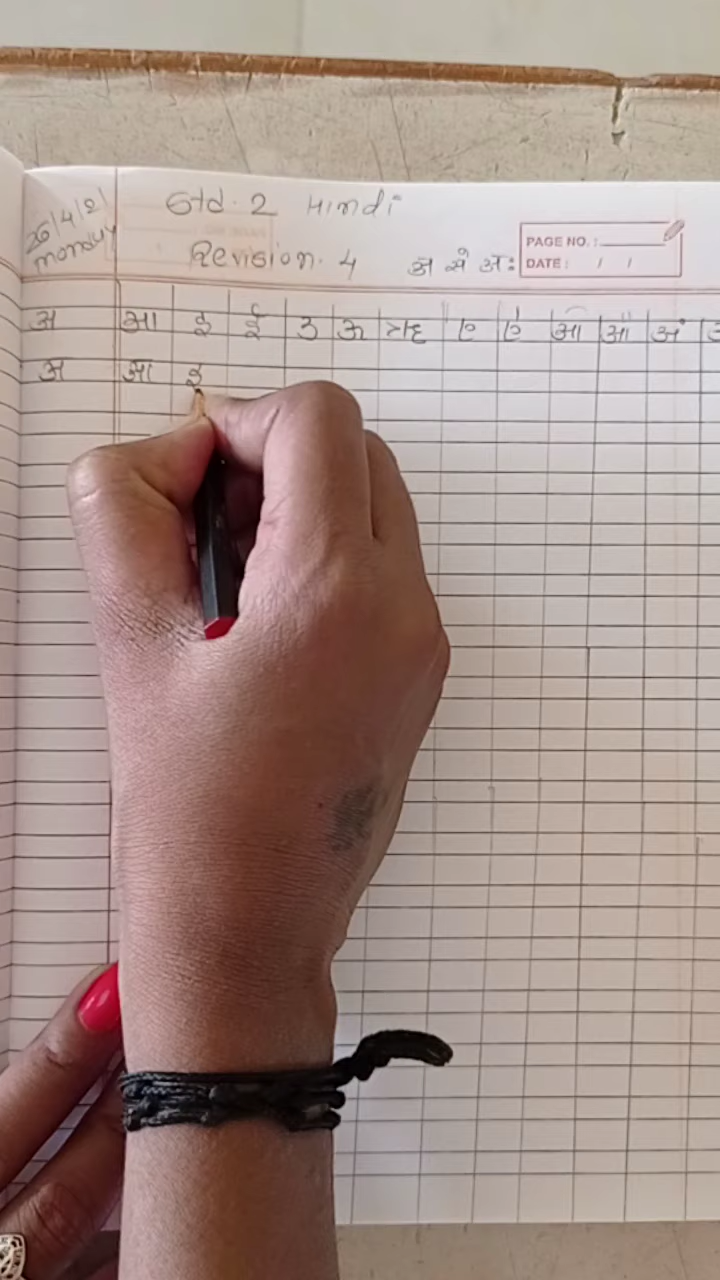 26/4/21
monday
Std. 2 Hindi
Revision. 4 अ से अः
PAGE NO. :
DATE : / /
अ आ इ ई उ ऊ ऋ ए ऐ ओ औ अं
अ आ इ